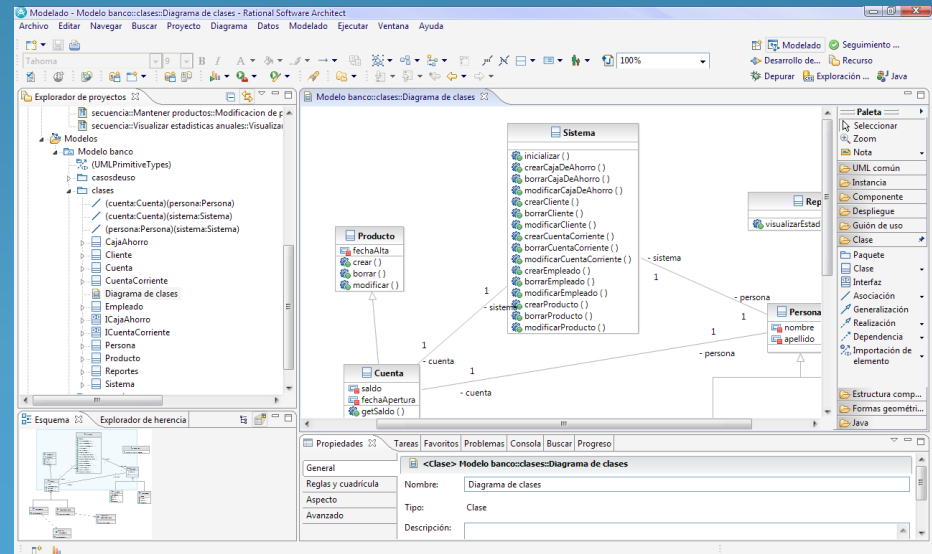 Modelado - Modelo banco::clases::Diagrama de clases - Rational Software Architect
Archivo Editar Navegar Buscar Proyecto Diagrama Datos Modelado Ejecutar Ventana Ayuda
Modelado Seguimiento ...
Tahoma 9 B I A 100%
Desarrollo de... Recurso
Depurar Exploración ... Java
Explorador de proyectos
secuencia::Mantener productos::Modificacion de p
secuencia::Visualizar estadisticas anuales::Visualizar
Modelos
Modelo banco
(UMLPrimitiveTypes)
casosdeuso
clases
(cuenta:Cuenta)(persona:Persona)
(cuenta:Cuenta)(sistema:Sistema)
(persona:Persona)(sistema:Sistema)
CajaAhorro
Cliente
Cuenta
CuentaCorriente
Diagrama de clases
Empleado
ICajaAhorro
ICuentaCorriente
Persona
Producto
Reportes
Sistema
Esquema Explorador de herencia
Modelo banco::clases::Diagrama de clases
Sistema
inicializar ( )
crearCajaDeAhorro ( )
borrarCajaDeAhorro ( )
modificarCajaDeAhorro ( )
crearCliente ( )
borrarCliente ( )
modificarCliente ( )
crearCuentaCorriente ( )
borrarCuentaCorriente ( )
modificarCuentaCorriente ( )
crearEmpleado ( )
borrarEmpleado ( )
modificarEmpleado ( )
crearProducto ( )
borrarProducto ( )
modificarProducto ( )
Rep
visualizarEstad
Producto
fechaAlta
crear ( )
borrar ( )
modificar ( )
- sistema
1
1
- sistema
- persona
1
Persona
nombre
apellido
1
- persona
1
- cuenta
1
- cuenta
Cuenta
saldo
fechaApertura
getSaldo ( )
Paleta
Seleccionar
Zoom
Nota
UML común
Instancia
Componente
Despliegue
Guión de uso
Clase
Paquete
Clase
Interfaz
Asociación
Generalización
Realización
Dependencia
Importación de
elemento
Estructura comp...
Formas geométri...
Java
Propiedades Tareas Favoritos Problemas Consola Buscar Progreso
<Clase> Modelo banco::clases::Diagrama de clases
General
Reglas y cuadrícula
Aspecto
Avanzado
Nombre: Diagrama de clases
Tipo: Clase
Descripción: